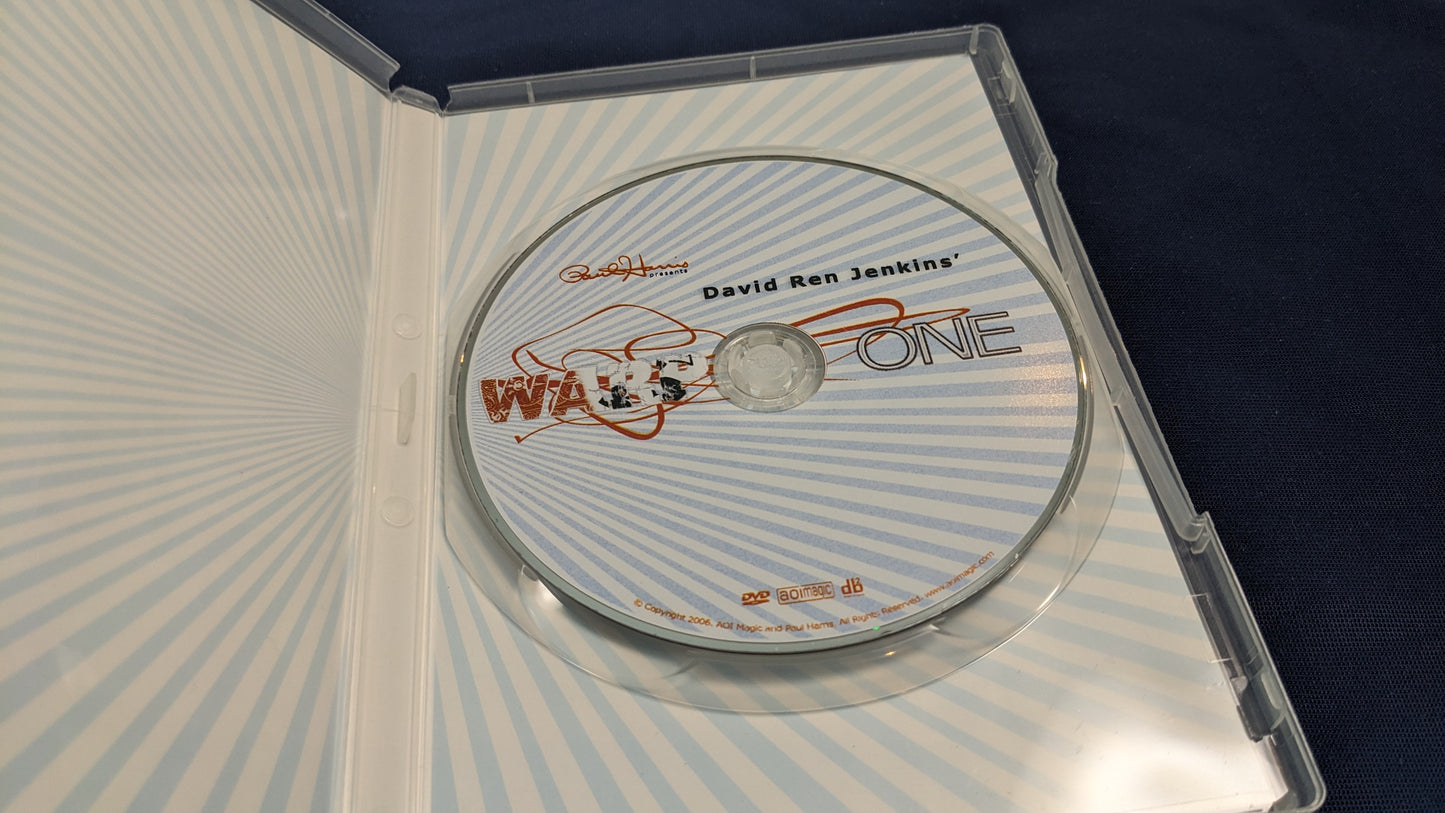 Paul Harris
presents
David Ren Jenkins'
WARP ONE
DVD aoimagic
© Copyright 2006, AOI Magic and Paul Harris. All Rights Reserved. www.aoimagic.com